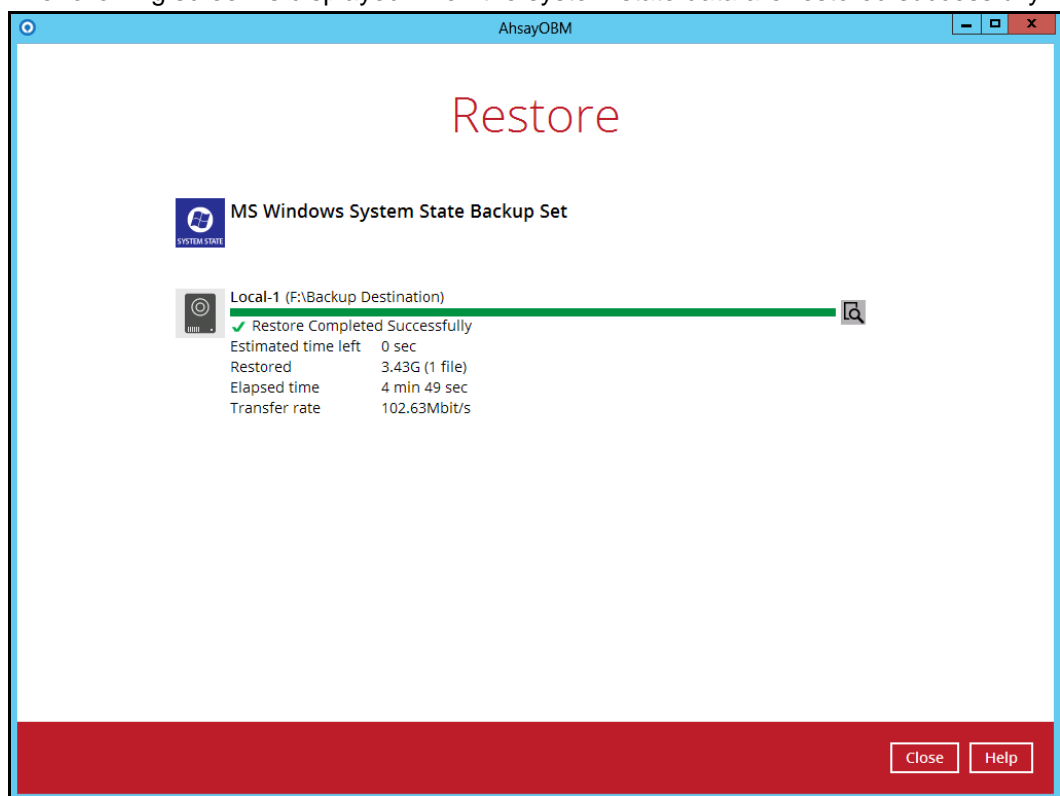 AhsayOBM
Restore
MS Windows System State Backup Set
SYSTEM STATE
Local-1 (F:\Backup Destination)
Restore Completed Successfully
Estimated time left 0 sec
Restored 3.43G (1 file)
Elapsed time 4 min 49 sec
Transfer rate 102.63Mbit/s
Close Help